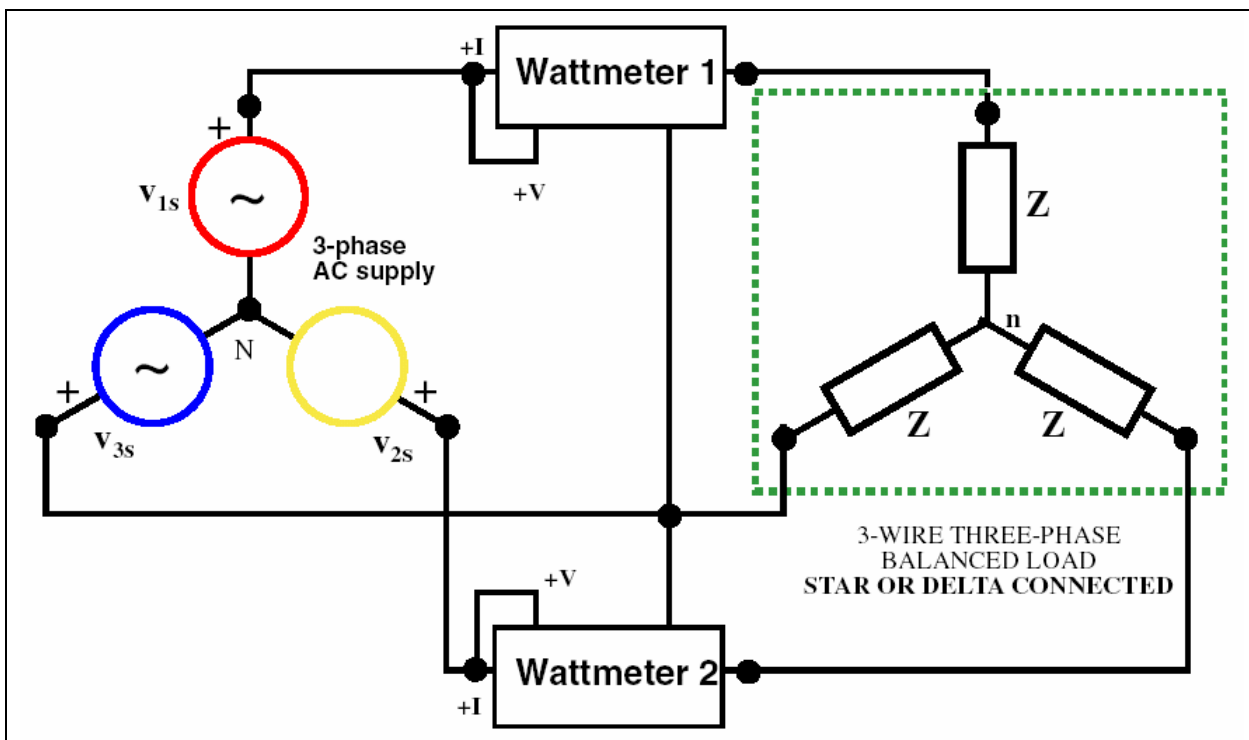 +I
Wattmeter 1
+V
+
v1s
~
3-phase
AC supply
Z
N
n
+
~
v3s
+
v2s
Z
Z
3-WIRE THREE-PHASE
BALANCED LOAD
STAR OR DELTA CONNECTED
+V
Wattmeter 2
+I